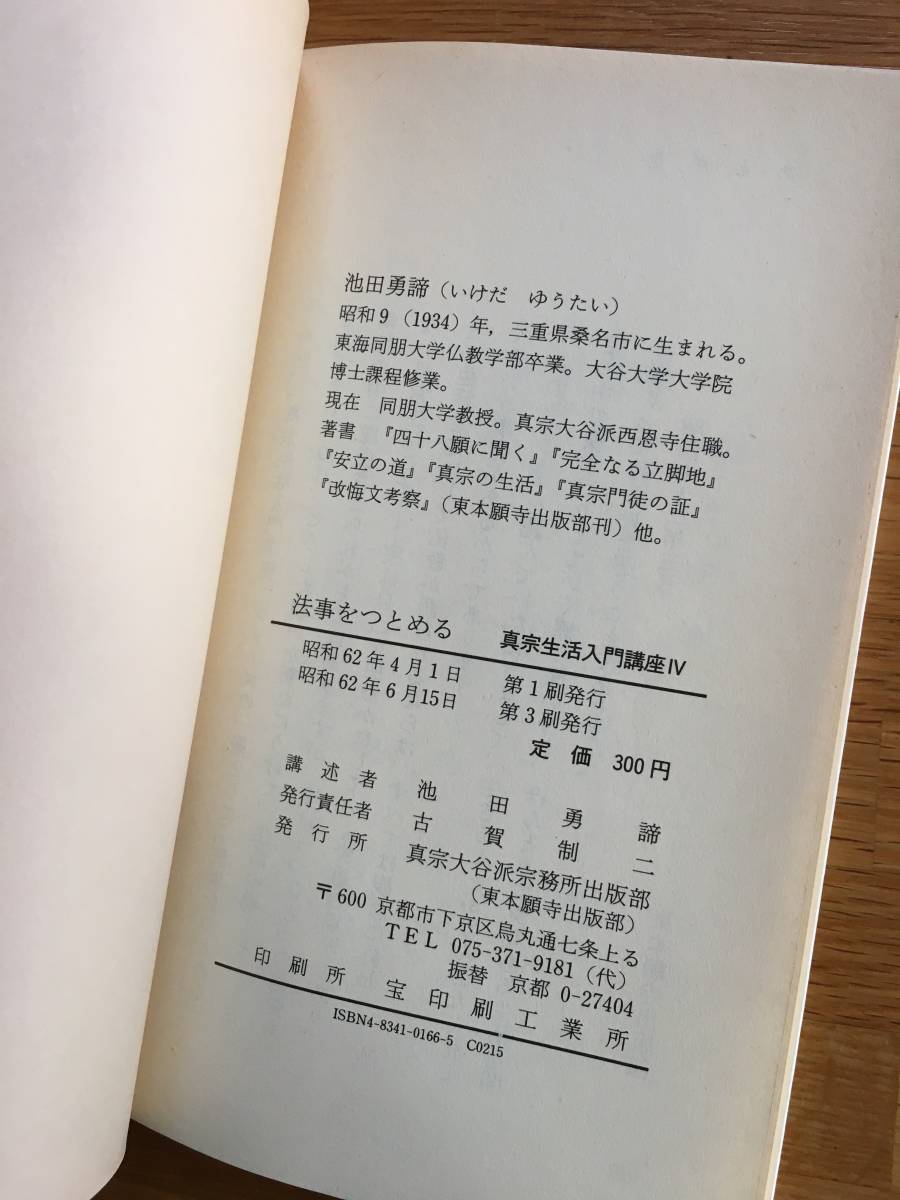 池田勇諦（いけだ　ゆうたい）
昭和9（1934）年，三重県桑名市に生まれる。
東海同朋大学仏教学部卒業。大谷大学大学院
博士課程修業。
現在　同朋大学教授。真宗大谷派西恩寺住職。
著書　『四十八願に聞く』『完全なる立脚地』
『安立の道』『真宗の生活』『真宗門徒の証』
『改悔文考察』（東本願寺出版部刊）他。
法事をつとめる　真宗生活入門講座Ⅳ
昭和62年4月1日　第1刷発行
昭和62年6月15日　第3刷発行
定価　300円
講述者　池田勇諦
発行責任者　古賀制二
発行所　真宗大谷派宗務所出版部
（東本願寺出版部）
〒600 京都市下京区烏丸通七条上る
TEL 075-371-9181（代）
振替　京都 0-27404
印刷所　宝印刷工業所
ISBN4-8341-0166-5　C0215